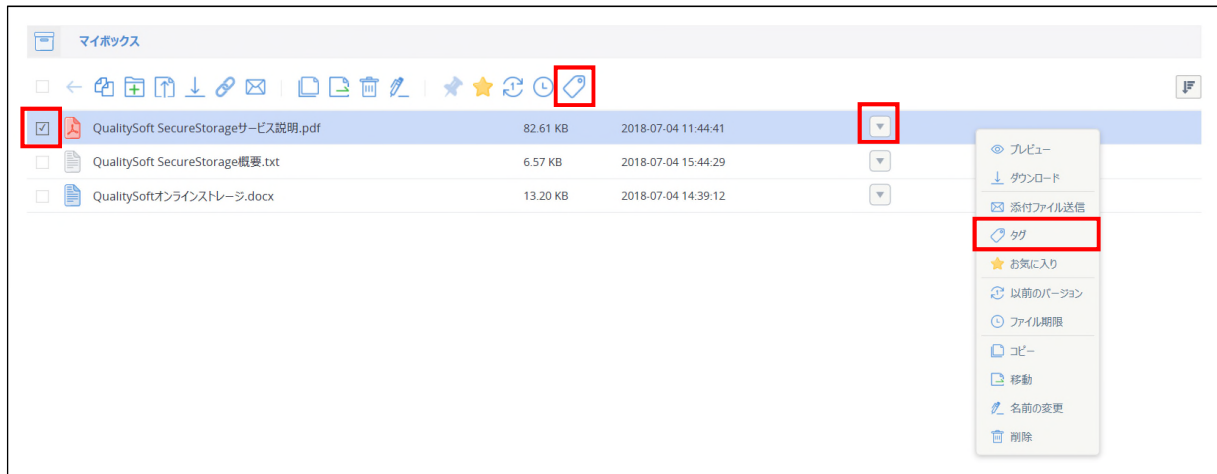 マイボックス
QualitySoft SecureStorageサービス説明.pdf 82.61 KB 2018-07-04 11:44:41
QualitySoft SecureStorage概要.txt 6.57 KB 2018-07-04 15:44:29
QualitySoftオンラインストレージ.docx 13.20 KB 2018-07-04 14:39:12
プレビュー
ダウンロード
添付ファイル送信
タグ
お気に入り
以前のバージョン
ファイル期限
コピー
移動
名前の変更
削除